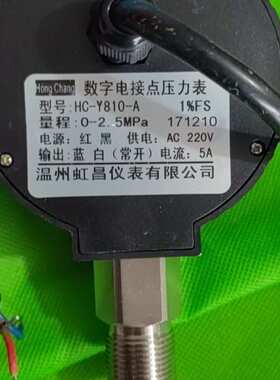 Hong Chang 数字电接点压力表
型号: HC-Y810-A 1%FS
量程: 0-2.5MPa 171210
电源: 红 黑 供电: AC 220V
输出: 蓝 白 (常开) 电流: 5A
温州虹昌仪表有限公司